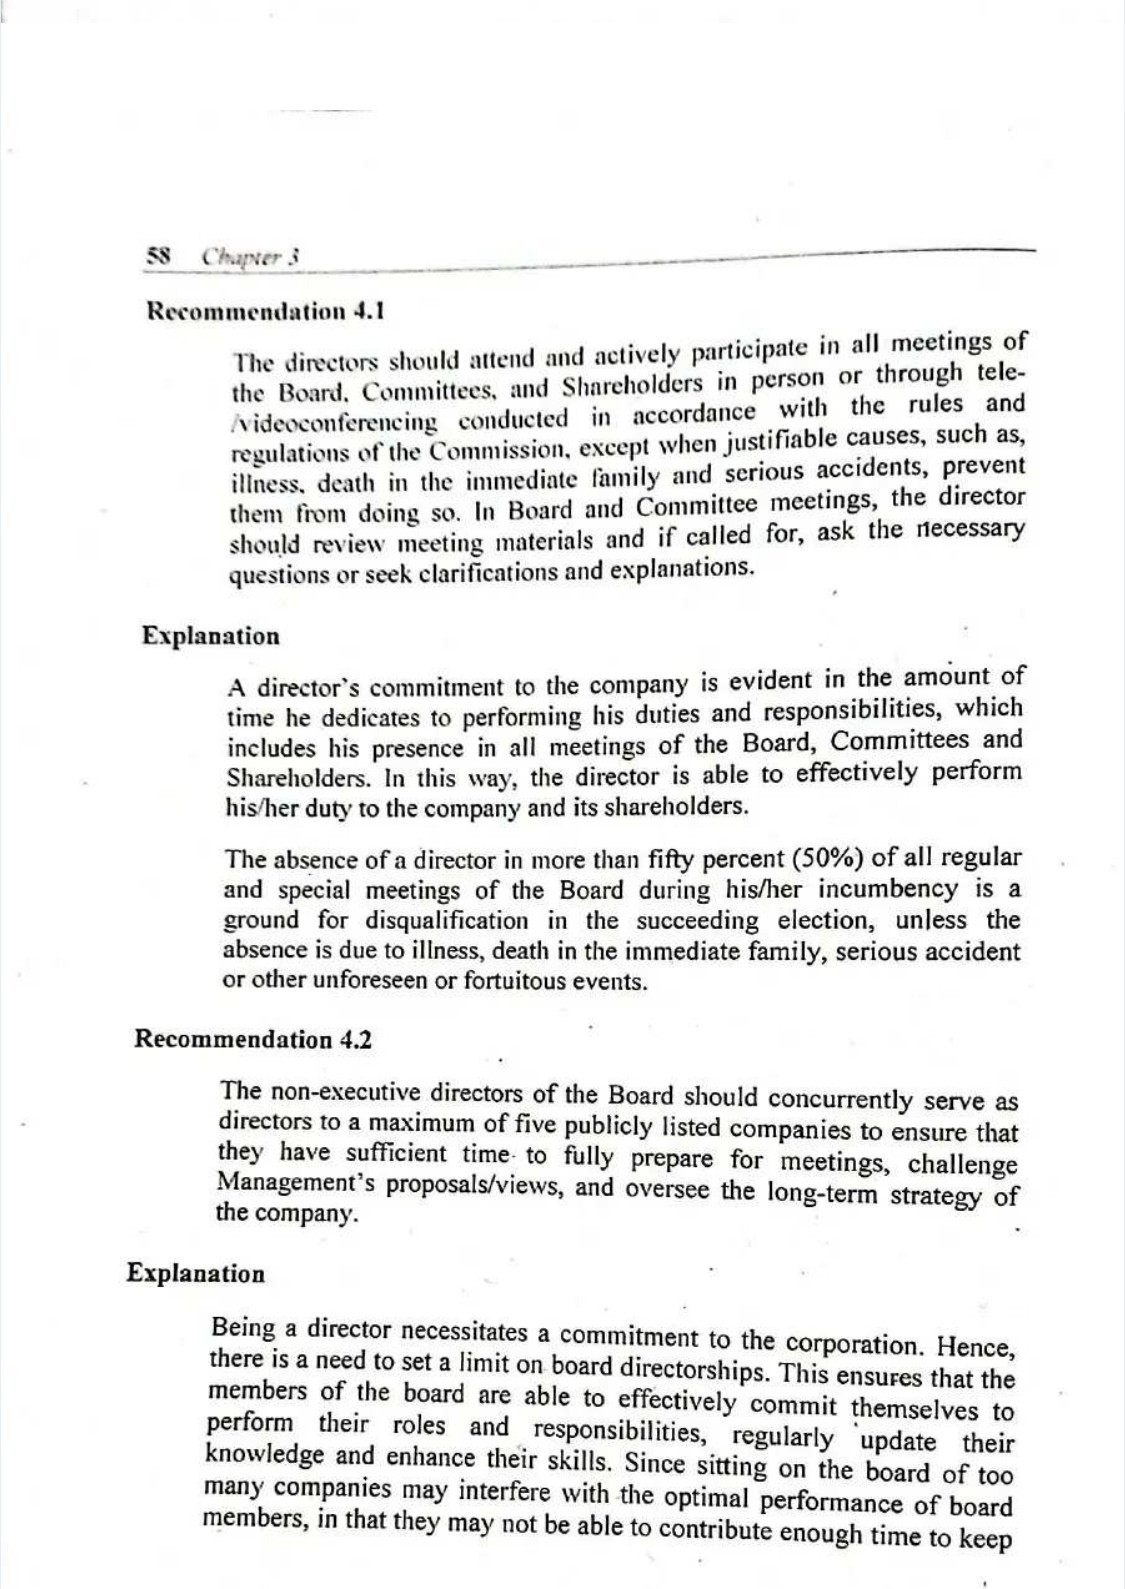 58 Chapter 3
Recommendation 4.1
The directors should attend and actively participate in all meetings of
the Board, Committees, and Shareholders in person or through tele-
/videoconferencing conducted in accordance with the rules and
regulations of the Commission, except when justifiable causes, such as,
illness, death in the immediate family and serious accidents, prevent
them from doing so. In Board and Committee meetings, the director
should review meeting materials and if called for, ask the necessary
questions or seek clarifications and explanations.
Explanation
A director's commitment to the company is evident in the amount of
time he dedicates to performing his duties and responsibilities, which
includes his presence in all meetings of the Board, Committees and
Shareholders. In this way, the director is able to effectively perform
his/her duty to the company and its shareholders.
The absence of a director in more than fifty percent (50%) of all regular
and special meetings of the Board during his/her incumbency is a
ground for disqualification in the succeeding election, unless the
absence is due to illness, death in the immediate family, serious accident
or other unforeseen or fortuitous events.
Recommendation 4.2
The non-executive directors of the Board should concurrently serve as
directors to a maximum of five publicly listed companies to ensure that
they have sufficient time to fully prepare for meetings, challenge
Management's proposals/views, and oversee the long-term strategy of
the company.
Explanation
Being a director necessitates a commitment to the corporation. Hence,
there is a need to set a limit on board directorships. This ensures that the
members of the board are able to effectively commit themselves to
perform their roles and responsibilities, regularly update their
knowledge and enhance their skills. Since sitting on the board of too
many companies may interfere with the optimal performance of board
members, in that they may not be able to contribute enough time to keep